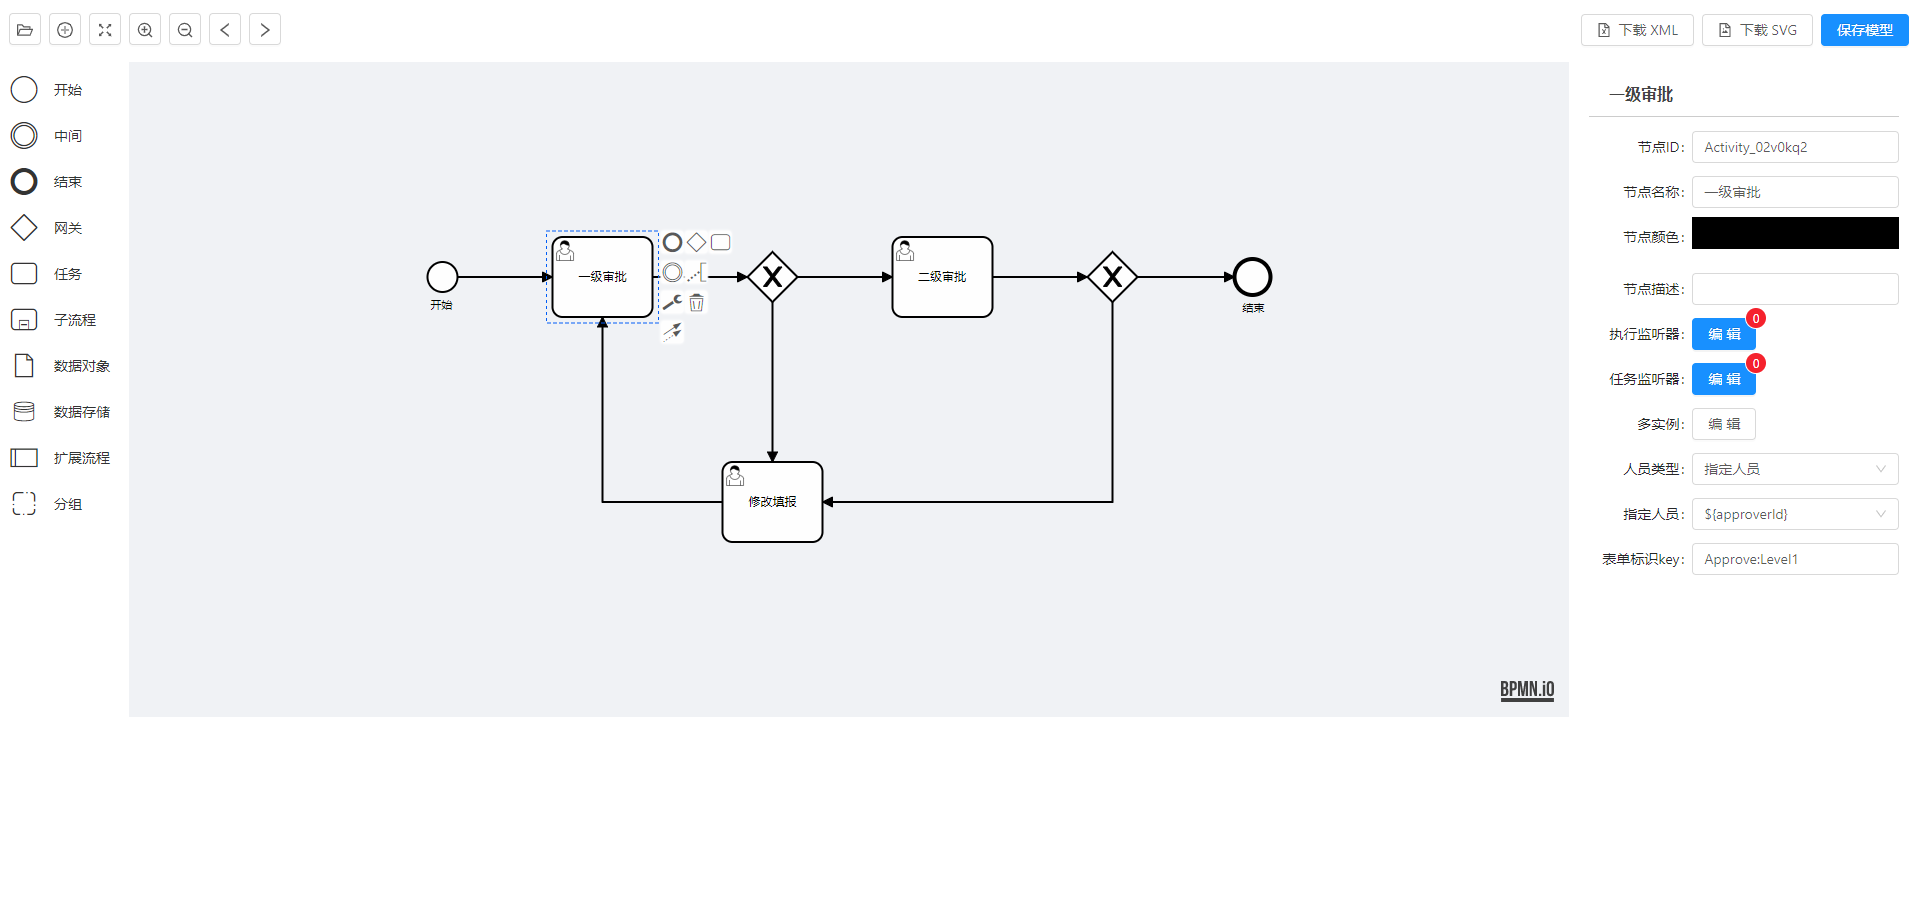 下载 XML
下载 SVG
保存模型
开始
中间
结束
网关
任务
子流程
数据对象
数据存储
扩展流程
分组
开始
一级审批
二级审批
结束
修改填报
BPMN.iO
一级审批
节点ID: Activity_02v0kq2
节点名称: 一级审批
节点颜色:
节点描述:
执行监听器: 编 辑 0
任务监听器: 编 辑 0
多实例: 编 辑
人员类型: 指定人员
指定人员: ${approverId}
表单标识key: Approve:Level1